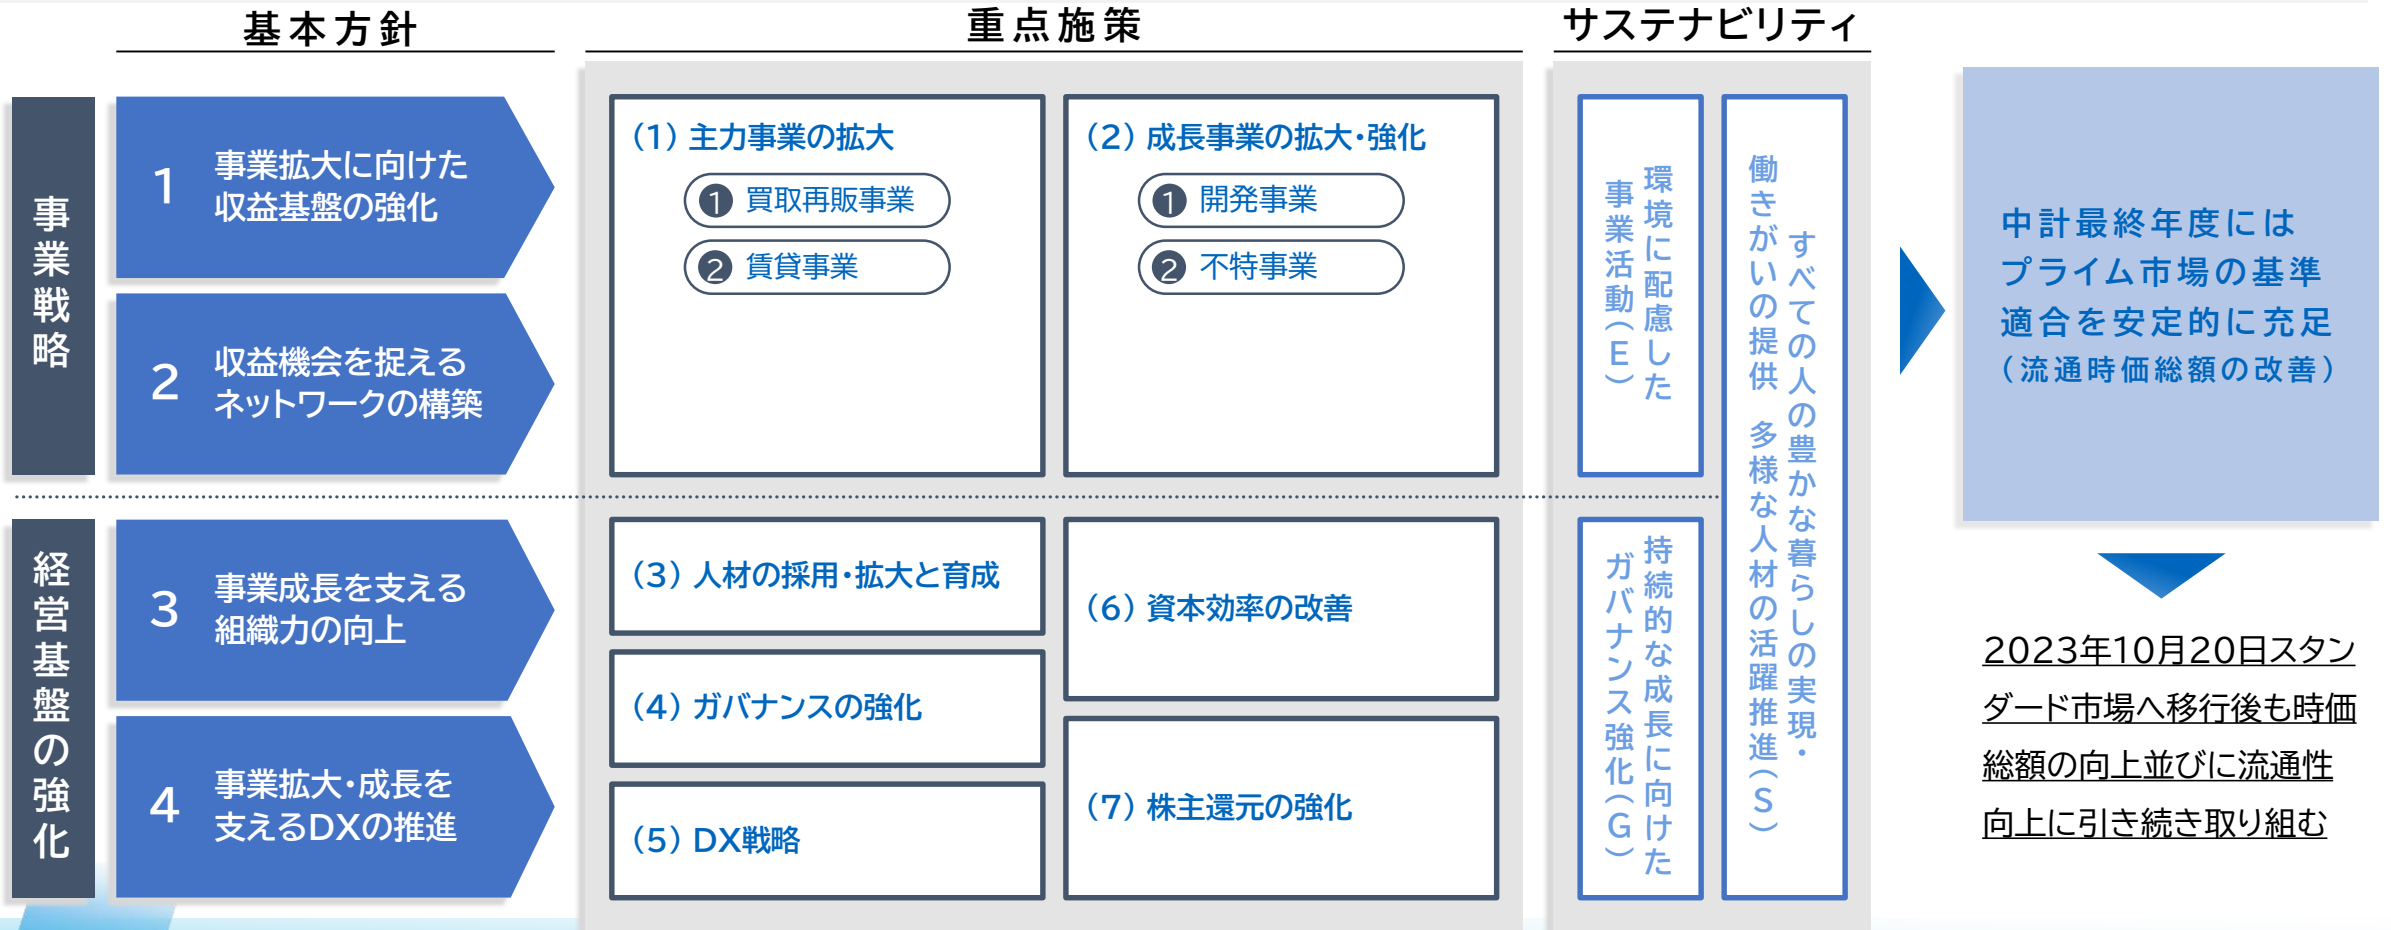 基本方針
重点施策
サステナビリティ
事業戦略
1
事業拡大に向けた
収益基盤の強化
2
収益機会を捉える
ネットワークの構築
(1) 主力事業の拡大
❶ 買取再販事業
❷ 賃貸事業
(2) 成長事業の拡大・強化
❶ 開発事業
❷ 不特事業
環境に配慮した
事業活動(E)
すべての人の豊かな暮らしの実現・
働きがいの提供 多様な人材の活躍推進(S)
経営基盤の強化
3
事業成長を支える
組織力の向上
4
事業拡大・成長を
支えるDXの推進
(3) 人材の採用・拡大と育成
(4) ガバナンスの強化
(5) DX戦略
(6) 資本効率の改善
(7) 株主還元の強化
持続的な成長に向けた
ガバナンス強化(G)
中計最終年度には
プライム市場の基準
適合を安定的に充足
(流通時価総額の改善)
2023年10月20日スタン
ダード市場へ移行後も時価
総額の向上並びに流通性
向上に引き続き取り組む